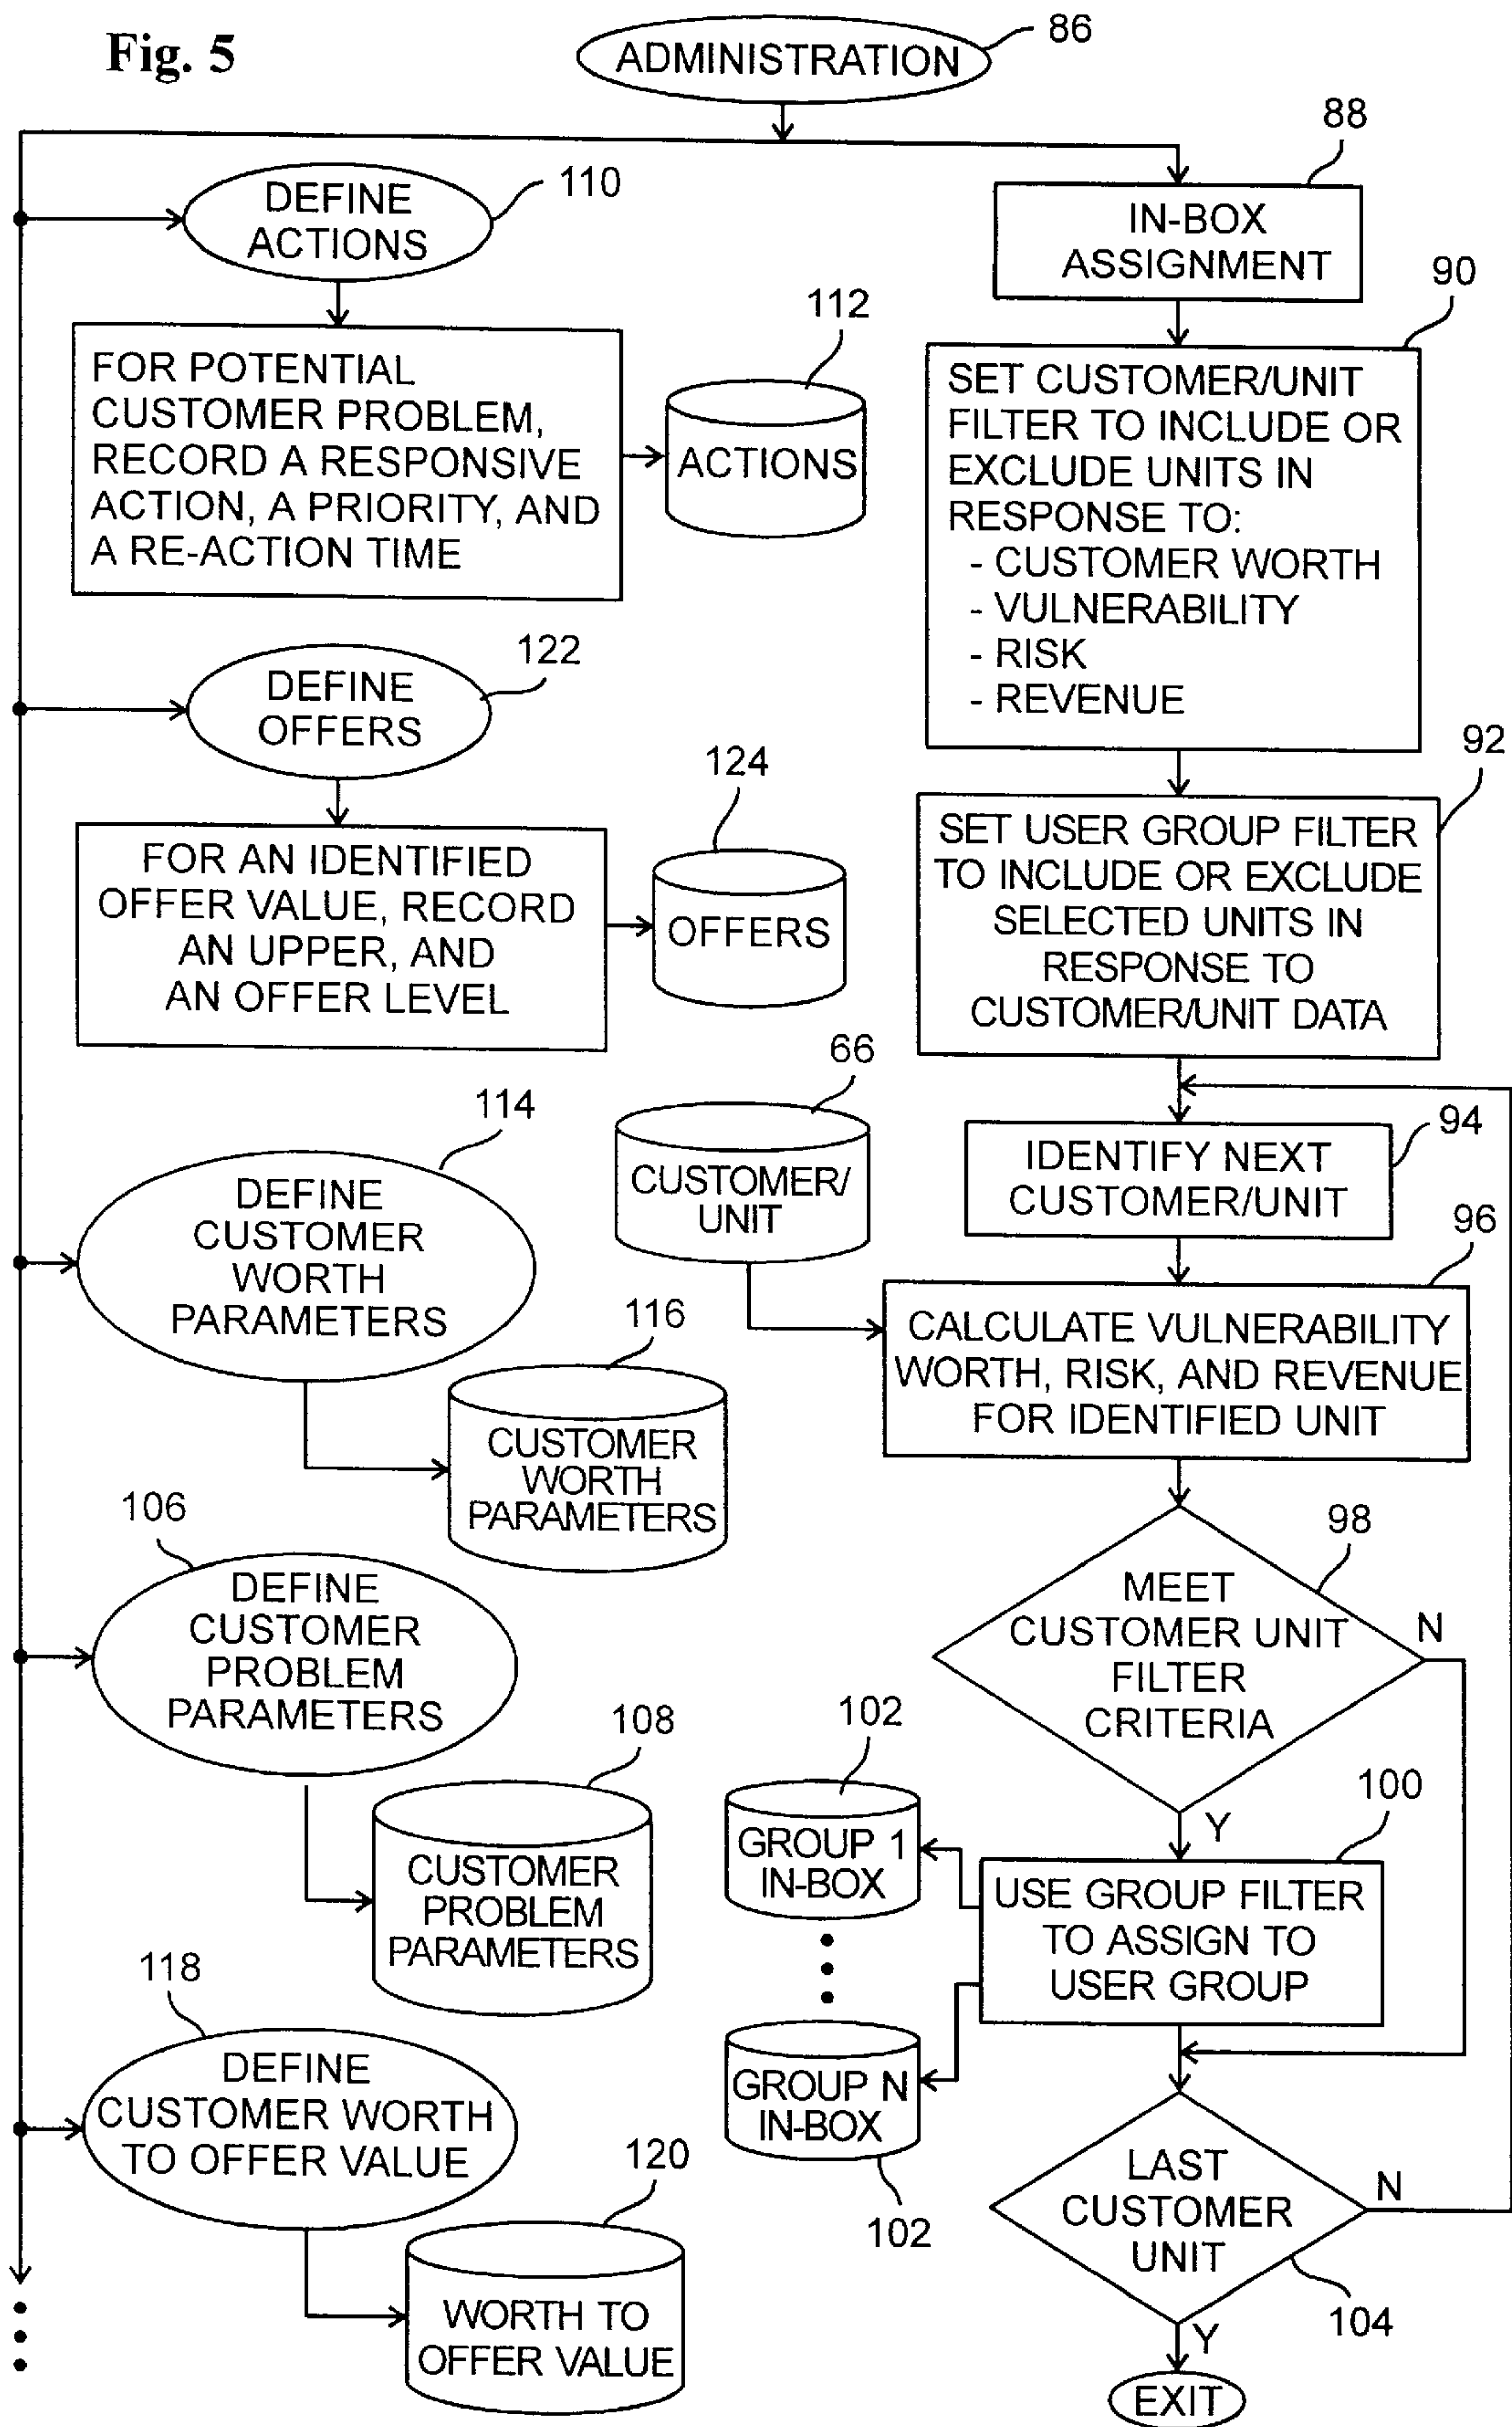 Fig. 5
ADMINISTRATION
86
88
IN-BOX
ASSIGNMENT
90
SET CUSTOMER/UNIT
FILTER TO INCLUDE OR
EXCLUDE UNITS IN
RESPONSE TO:
- CUSTOMER WORTH
- VULNERABILITY
- RISK
- REVENUE
92
SET USER GROUP FILTER
TO INCLUDE OR EXCLUDE
SELECTED UNITS IN
RESPONSE TO
CUSTOMER/UNIT DATA
94
IDENTIFY NEXT
CUSTOMER/UNIT
66
CUSTOMER/
UNIT
96
CALCULATE VULNERABILITY
WORTH, RISK, AND REVENUE
FOR IDENTIFIED UNIT
98
MEET
CUSTOMER UNIT
FILTER
CRITERIA
N
Y
100
USE GROUP FILTER
TO ASSIGN TO
USER GROUP
102
GROUP 1
IN-BOX
GROUP N
IN-BOX
102
LAST
CUSTOMER
UNIT
N
104
Y
EXIT
110
DEFINE
ACTIONS
FOR POTENTIAL
CUSTOMER PROBLEM,
RECORD A RESPONSIVE
ACTION, A PRIORITY, AND
A RE-ACTION TIME
112
ACTIONS
122
DEFINE
OFFERS
FOR AN IDENTIFIED
OFFER VALUE, RECORD
AN UPPER, AND
AN OFFER LEVEL
124
OFFERS
114
DEFINE
CUSTOMER
WORTH
PARAMETERS
116
CUSTOMER
WORTH
PARAMETERS
106
DEFINE
CUSTOMER
PROBLEM
PARAMETERS
108
CUSTOMER
PROBLEM
PARAMETERS
118
DEFINE
CUSTOMER WORTH
TO OFFER VALUE
120
WORTH TO
OFFER VALUE